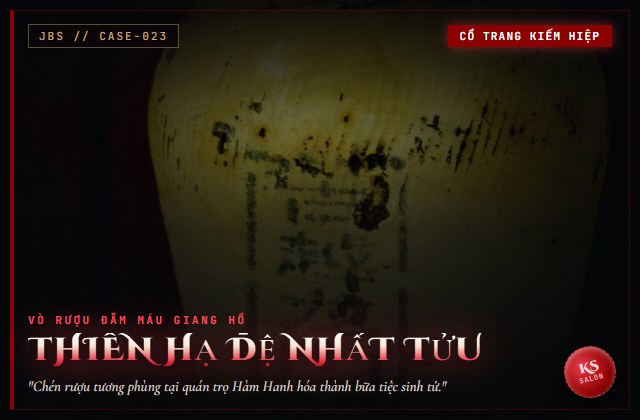 JBS // CASE-023
CỔ TRANG KIẾM HIỆP
VÒ RƯỢU ĐẪM MÁU GIANG HỒ
THIÊN HẠ ĐỆ NHẤT TỬU
"Chén rượu tương phùng tại quán trọ Hàm Hanh hóa thành bữa tiệc sinh tử."
KS
SALON